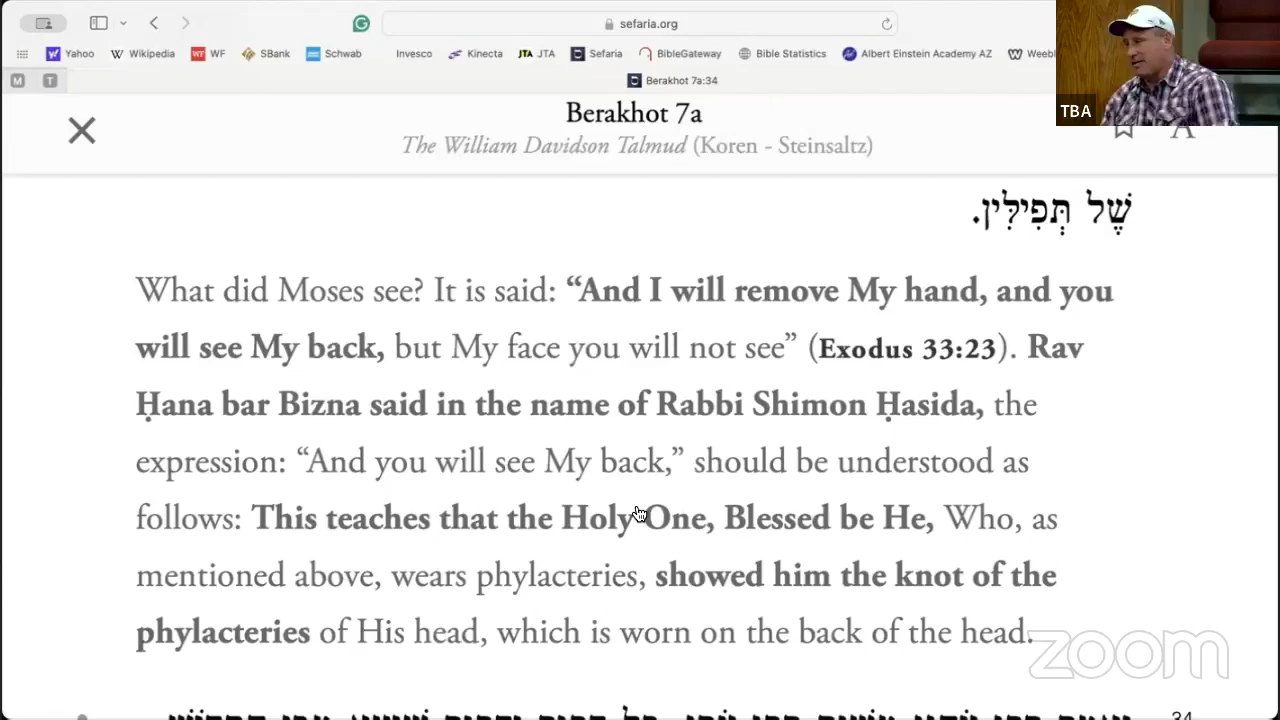 sefaria.org
Yahoo
Wikipedia
WF WF
SBank
Schwab
Invesco
Kinecta
JTA JTA
Sefaria
BibleGateway
Bible Statistics
Albert Einstein Academy AZ
M T
Berakhot 7a:34
TBA
Berakhot 7a
The William Davidson Talmud (Koren - Steinsaltz)
שֶׁל תְּפִילִּין.
What did Moses see? It is said: “And I will remove My hand, and you
will see My back, but My face you will not see” (Exodus 33:23). Rav
Ḥana bar Bizna said in the name of Rabbi Shimon Ḥasida, the
expression: “And you will see My back,” should be understood as
follows: This teaches that the Holy One, Blessed be He, Who, as
mentioned above, wears phylacteries, showed him the knot of the
phylacteries of His head, which is worn on the back of the head.
zoom